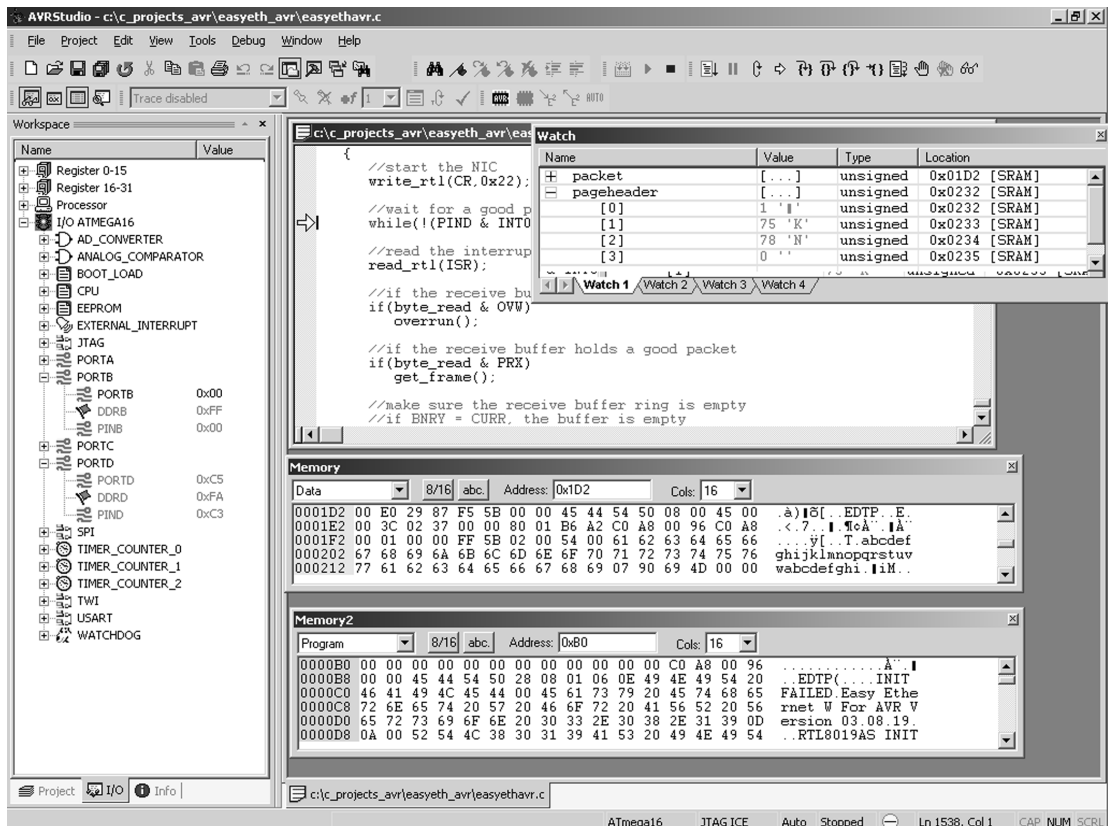 AVRStudio - c:\c_projects_avr\easyeth_avr\easyethavr.c
File Project Edit View Tools Debug Window Help
Trace disabled 1 AVR AUTO
Workspace
Name Value
Register 0-15
Register 16-31
Processor
I/O ATMEGA16
AD_CONVERTER
ANALOG_COMPARATOR
BOOT_LOAD
CPU
EEPROM
EXTERNAL_INTERRUPT
JTAG
PORTA
PORTB
PORTB 0x00
DDRB 0xFF
PINB 0x00
PORTC
PORTD
PORTD 0xC5
DDRD 0xFA
PIND 0xC3
SPI
TIMER_COUNTER_0
TIMER_COUNTER_1
TIMER_COUNTER_2
TWI
USART
WATCHDOG
Project I/O Info
c:\c_projects_avr\easyeth_avr\eas
{
//start the NIC
write_rtl(CR,0x22);
//wait for a good p
while(!(PIND & INT0
//read the interrup
read_rtl(ISR);
//if the receive bu
if(byte_read & OVW)
overrun();
//if the receive buffer holds a good packet
if(byte_read & PRX)
get_frame();
//make sure the receive buffer ring is empty
//if BNRY = CURR, the buffer is empty
Watch
Name Value Type Location
packet [...] unsigned 0x01D2 [SRAM]
pageheader [...] unsigned 0x0232 [SRAM]
[0] 1 '▮' unsigned 0x0232 [SRAM]
[1] 75 'K' unsigned 0x0233 [SRAM]
[2] 78 'N' unsigned 0x0234 [SRAM]
[3] 0 '' unsigned 0x0235 [SRAM]
Watch 1 Watch 2 Watch 3 Watch 4
Memory
Data 8/16 abc. Address: 0x1D2 Cols: 16
0001D2 00 E0 29 87 F5 5B 00 00 45 44 54 50 08 00 45 00 .à)▮õ[..EDTP..E.
0001E2 00 3C 02 37 00 00 80 01 B6 A2 C0 A8 00 96 C0 A8 .<.7..▮.¶¢À¨.▮À¨
0001F2 00 01 00 00 FF 5B 02 00 54 00 61 62 63 64 65 66 ....ÿ[..T.abcdef
000202 67 68 69 6A 6B 6C 6D 6E 6F 70 71 72 73 74 75 76 ghijklmnopqrstuv
000212 77 61 62 63 64 65 66 67 68 69 07 90 69 4D 00 00 wabcdefghi.▮iM..
Memory2
Program 8/16 abc. Address: 0xB0 Cols: 16
0000B0 00 00 00 00 00 00 00 00 00 00 00 00 C0 A8 00 96 ............À¨.▮
0000B8 00 00 45 44 54 50 28 08 01 06 0E 49 4E 49 54 20 ..EDTP(....INIT
0000C0 46 41 49 4C 45 44 00 45 61 73 79 20 45 74 68 65 FAILED.Easy Ethe
0000C8 72 6E 65 74 20 57 20 46 6F 72 20 41 56 52 20 56 rnet W For AVR V
0000D0 65 72 73 69 6F 6E 20 30 33 2E 30 38 2E 31 39 0D ersion 03.08.19.
0000D8 0A 00 52 54 4C 38 30 31 39 41 53 20 49 4E 49 54 ..RTL8019AS INIT
c:\c_projects_avr\easyeth_avr\easyethavr.c
ATmega16 JTAG ICE Auto Stopped Ln 1538, Col 1 CAP NUM SCRL